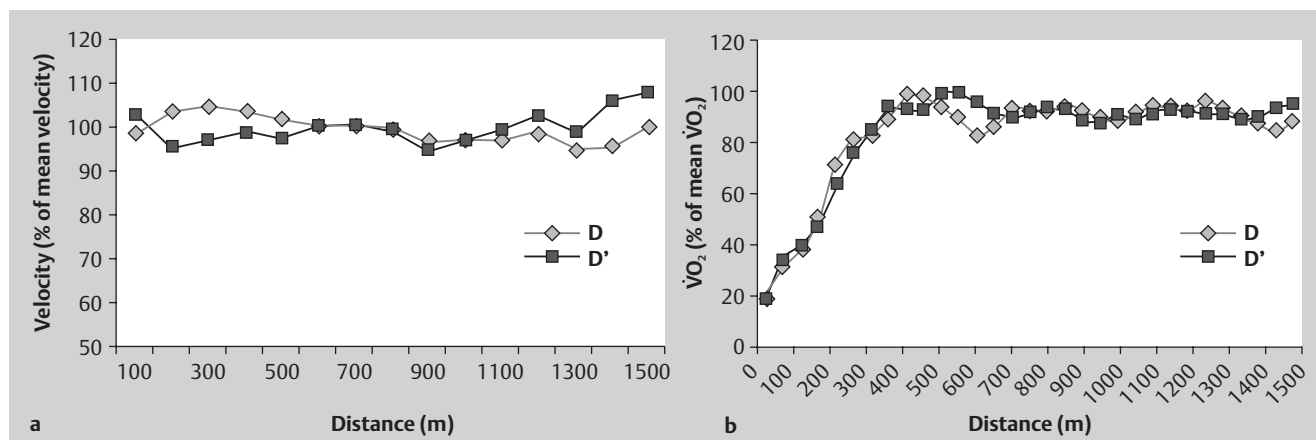 120
110
100
90
80
70
60
50
Velocity (% of mean velocity)
D
D’
100 300 500 700 900 1100 1300 1500
a
Distance (m)
120
100
80
60
40
20
0
V̇O₂ (% of mean V̇O₂)
D
D’
0 100 200 300 400 500 600 700 800 900 1000 1100 1200 1300 1400 1500
b
Distance (m)